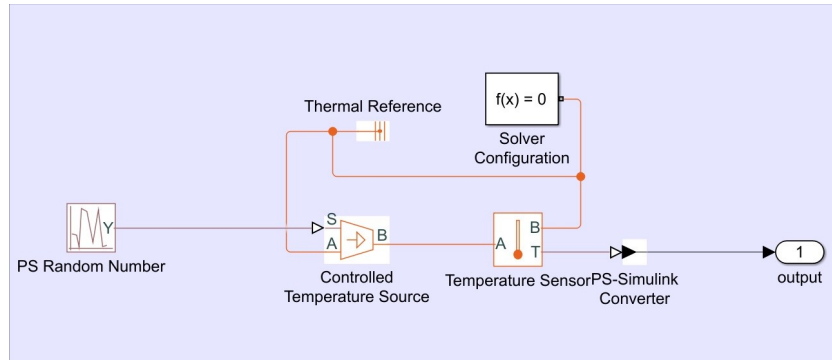 Thermal Reference
f(x) = 0
Solver
Configuration
Y
PS Random Number
S
A
B
Controlled
Temperature Source
A
B
T
Temperature Sensor
PS-Simulink
Converter
1
output